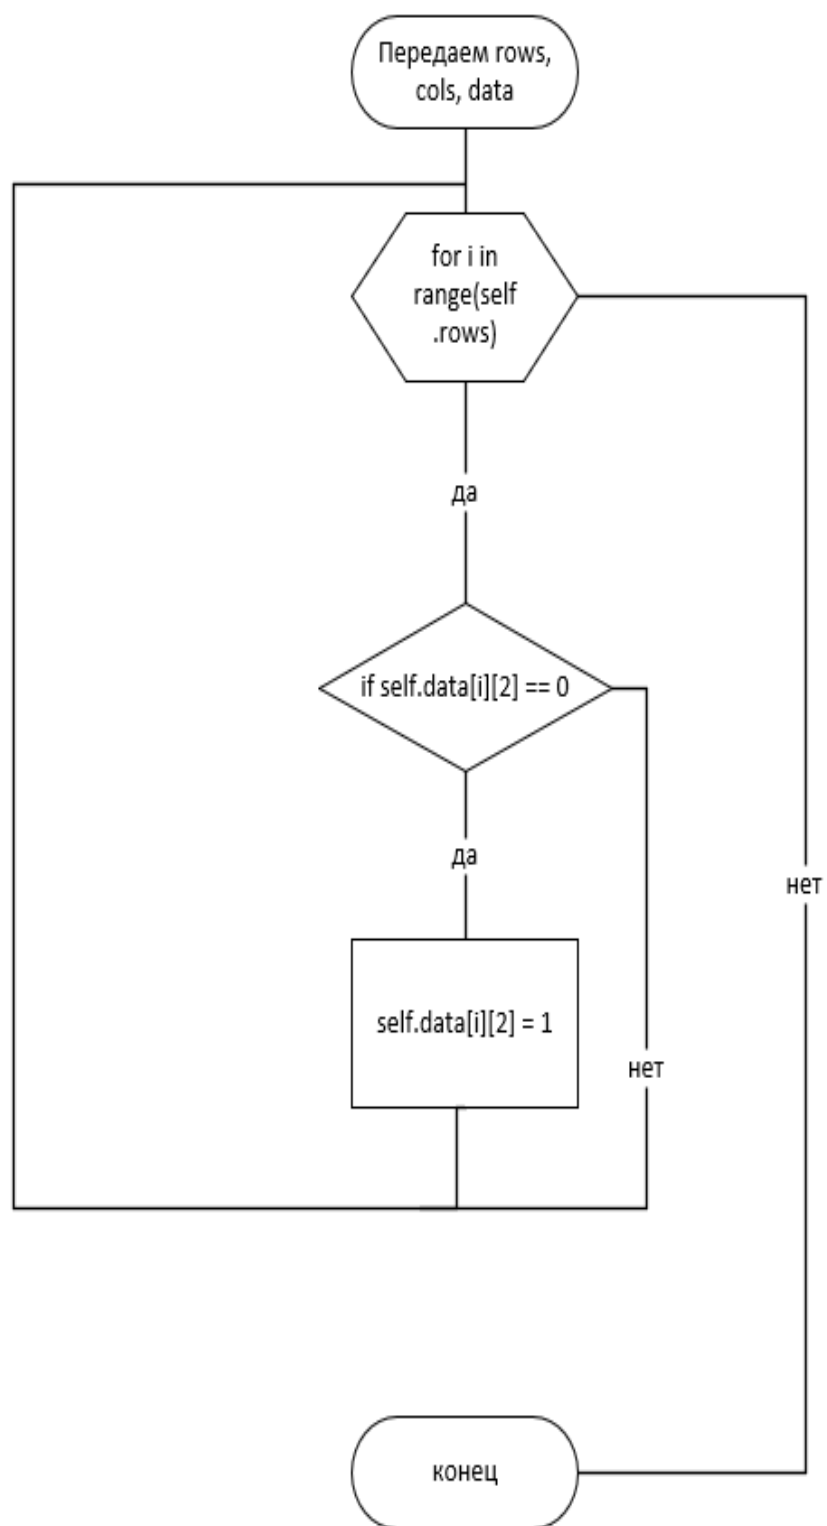 Передаем rows,
cols, data
for i in
range(self
.rows)
да
if self.data[i][2] == 0
да
нет
self.data[i][2] = 1
нет
конец